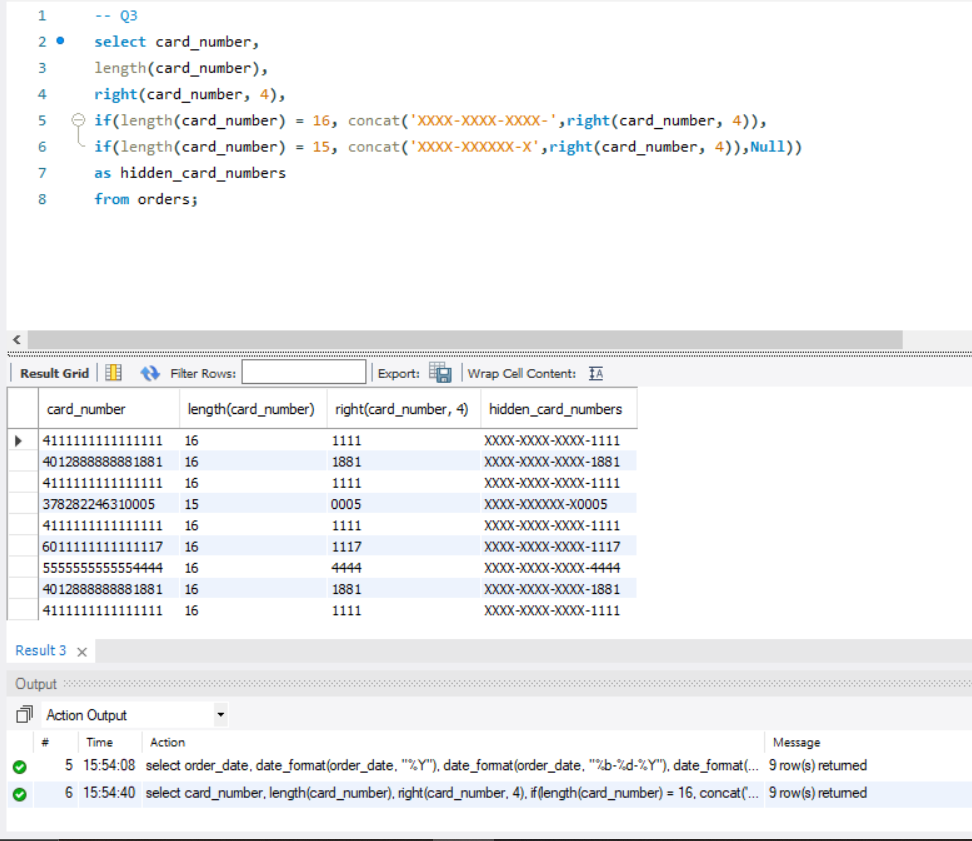 1 -- Q3
2 select card_number,
3 length(card_number),
4 right(card_number, 4),
5 if(length(card_number) = 16, concat('XXXX-XXXX-XXXX-',right(card_number, 4)),
6 if(length(card_number) = 15, concat('XXXX-XXXXXX-X',right(card_number, 4)),Null))
7 as hidden_card_numbers
8 from orders;
Result Grid Filter Rows: Export: Wrap Cell Content:
card_number length(card_number) right(card_number, 4) hidden_card_numbers
4111111111111111 16 1111 XXXX-XXXX-XXXX-1111
4012888888881881 16 1881 XXXX-XXXX-XXXX-1881
4111111111111111 16 1111 XXXX-XXXX-XXXX-1111
378282246310005 15 0005 XXXX-XXXXXX-X0005
4111111111111111 16 1111 XXXX-XXXX-XXXX-1111
6011111111111117 16 1117 XXXX-XXXX-XXXX-1117
5555555555554444 16 4444 XXXX-XXXX-XXXX-4444
4012888888881881 16 1881 XXXX-XXXX-XXXX-1881
4111111111111111 16 1111 XXXX-XXXX-XXXX-1111
Result 3
Output
Action Output
# Time Action Message
5 15:54:08 select order_date, date_format(order_date, "%Y"), date_format(order_date, "%b-%d-%Y"), date_format(... 9 row(s) returned
6 15:54:40 select card_number, length(card_number), right(card_number, 4), if(length(card_number) = 16, concat('... 9 row(s) returned